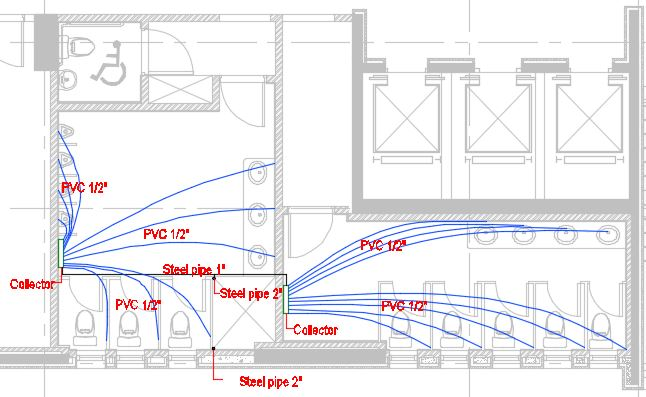 PVC 1/2"
PVC 1/2"
PVC 1/2"
Steel pipe 1"
Collector
Steel pipe 2"
PVC 1/2"
PVC 1/2"
Collector
Steel pipe 2"